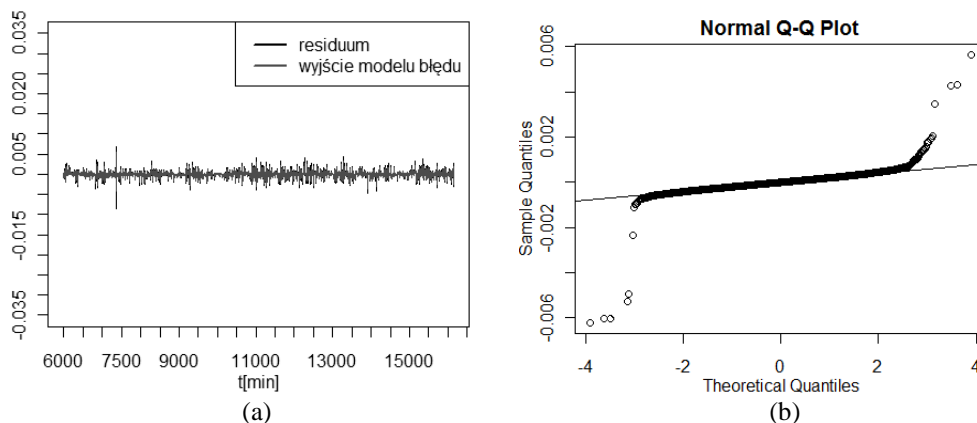 residuum
wyjście modelu błędu
0.035
0.020
0.005
-0.015
-0.035
6000 7500 9000 11000 13000 15000
t[min]
(a)
Normal Q-Q Plot
Sample Quantiles
0.006
0.002
-0.002
-0.006
-4 -2 0 2 4
Theoretical Quantiles
(b)